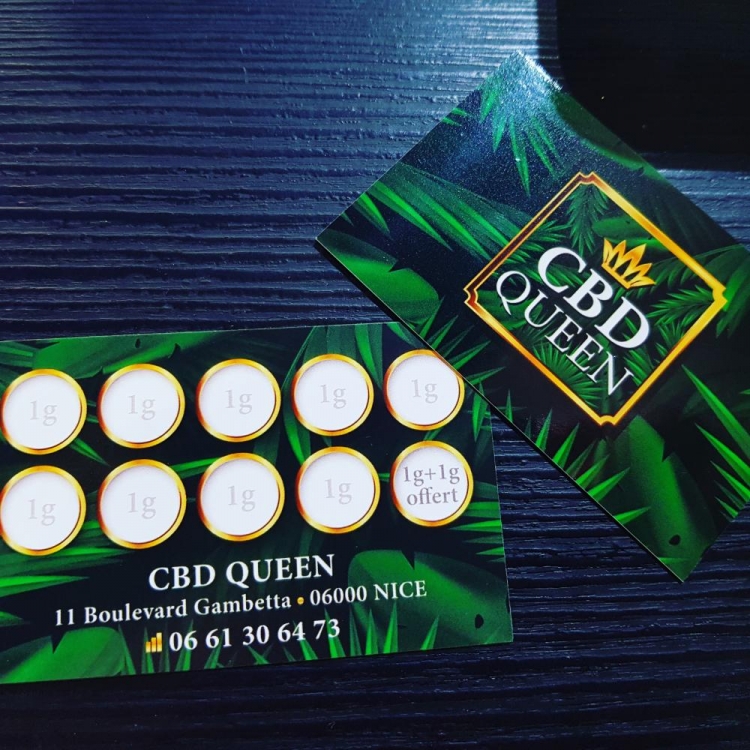 CBD
QUEEN
1g 1g 1g 1g 1g
1g 1g 1g 1g 1g+1g
offert
CBD QUEEN
11 Boulevard Gambetta • 06000 NICE
06 61 30 64 73